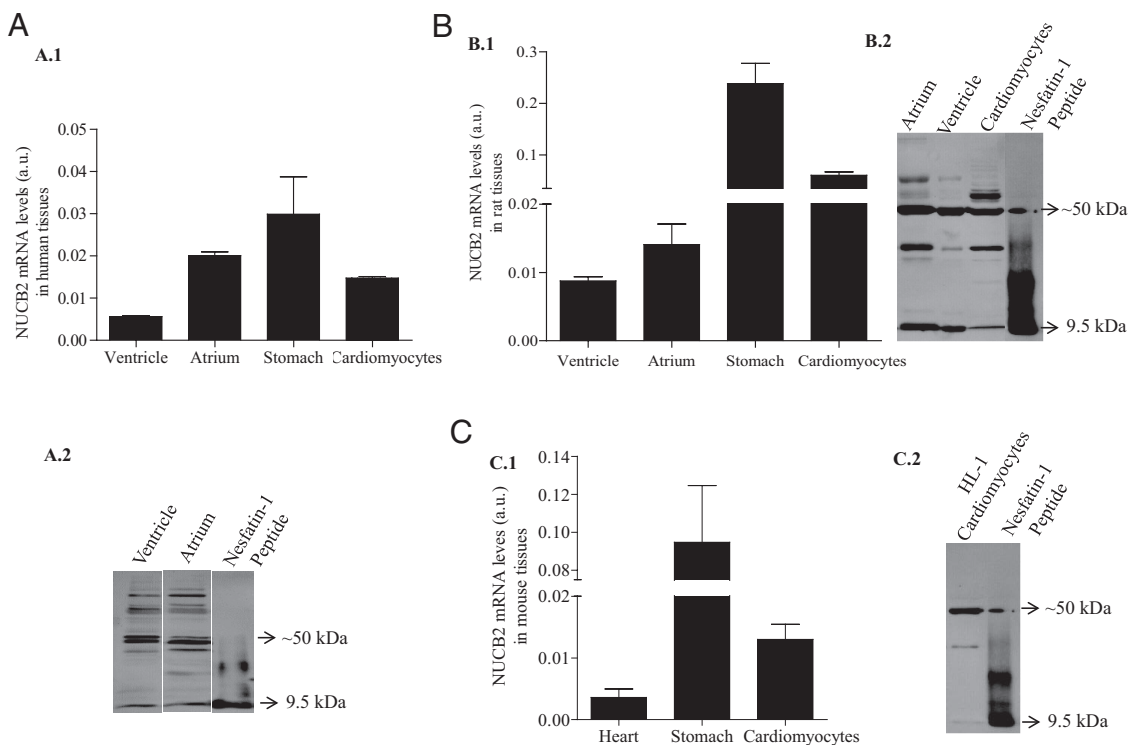 A
A.1
NUCB2 mRNA levels (a.u.)
in human tissues
0.05
0.04
0.03
0.02
0.01
0.00
Ventricle Atrium Stomach Cardiomyocytes
B
B.1
NUCB2 mRNA levels (a.u.)
in rat tissues
0.3
0.2
0.1
0.02
0.01
0.00
Ventricle Atrium Stomach Cardiomyocytes
B.2
Atrium
Ventricle
Cardiomyocytes
Nesfatin-1
Peptide
~50 kDa
9.5 kDa
A.2
Ventricle
Atrium
Nesfatin-1
Peptide
~50 kDa
9.5 kDa
C
C.1
NUCB2 mRNA leves (a.u.)
in mouse tissues
0.14
0.12
0.10
0.08
0.06
0.02
0.01
0.00
Heart Stomach Cardiomyocytes
C.2
HL-1
Cardiomyocytes
Nesfatin-1
Peptide
~50 kDa
9.5 kDa